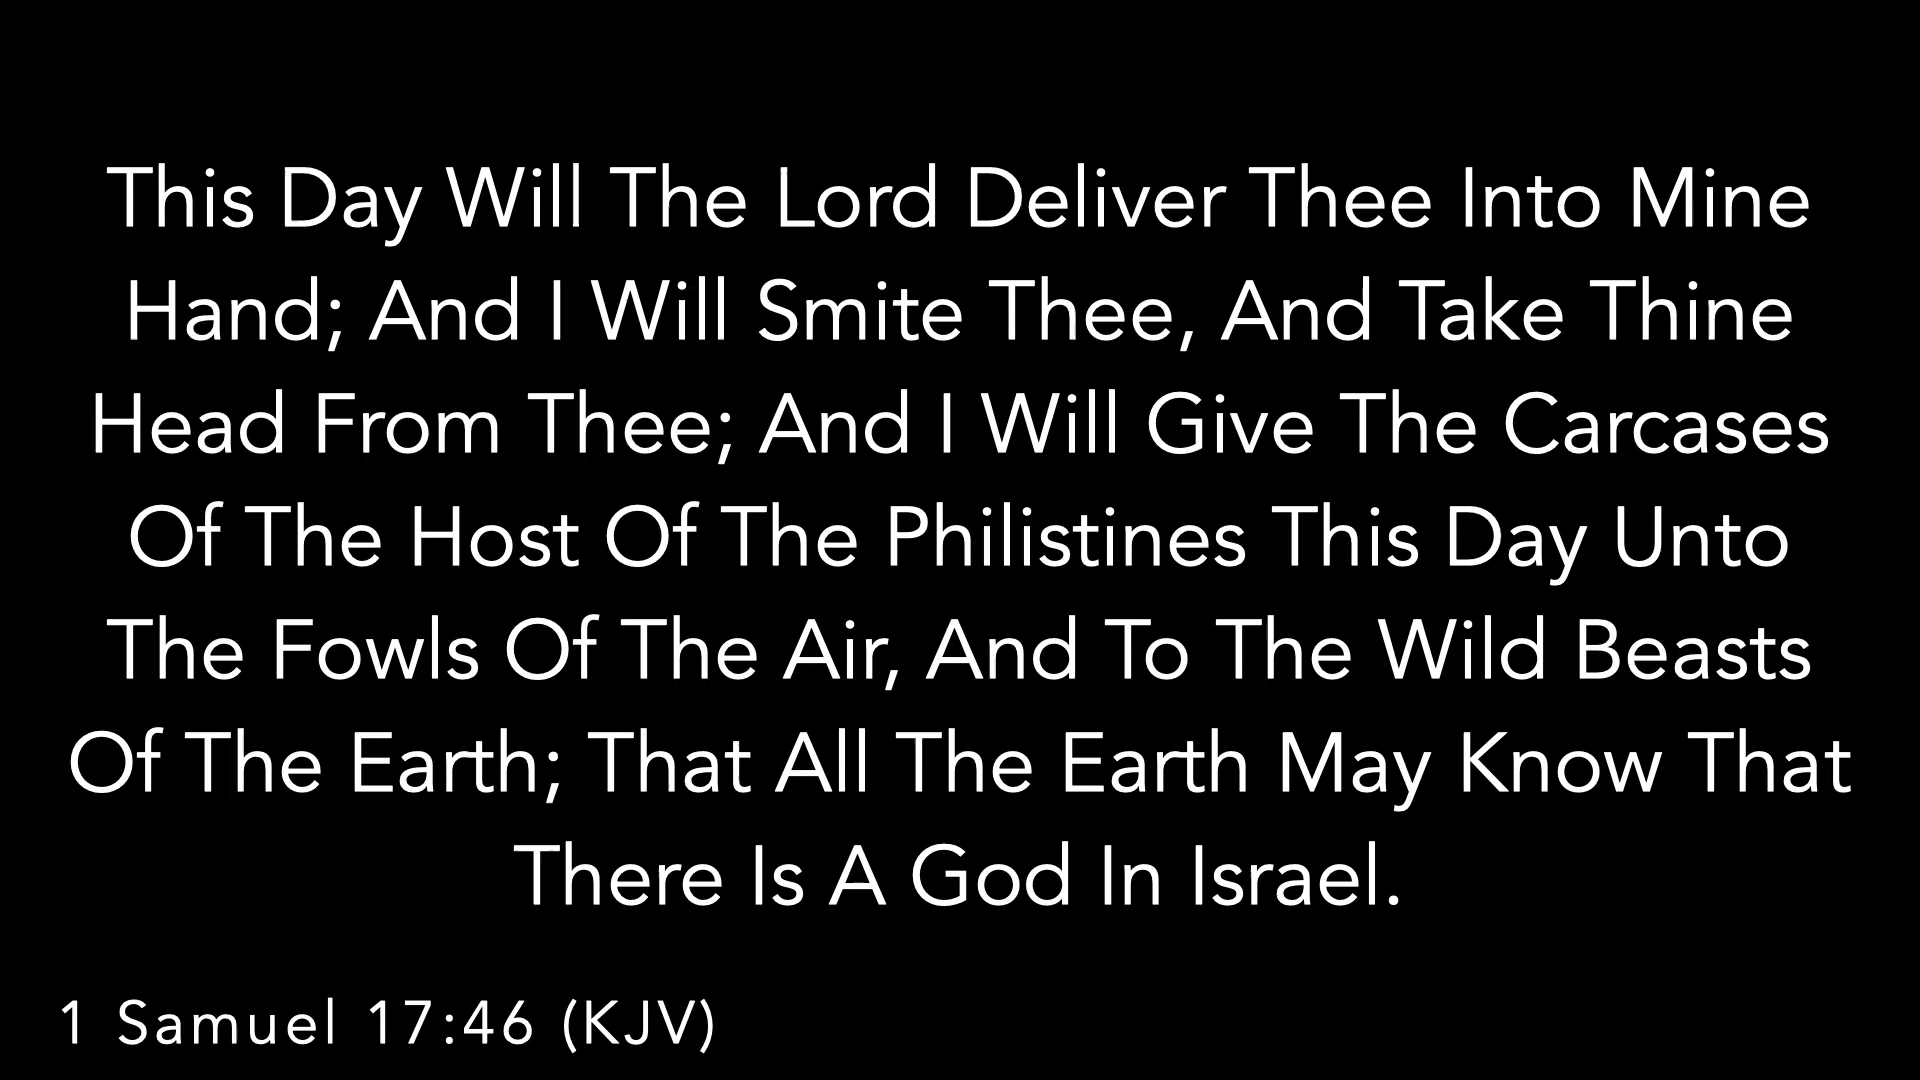 This Day Will The Lord Deliver Thee Into Mine
Hand; And I Will Smite Thee, And Take Thine
Head From Thee; And I Will Give The Carcases
Of The Host Of The Philistines This Day Unto
The Fowls Of The Air, And To The Wild Beasts
Of The Earth; That All The Earth May Know That
There Is A God In Israel.
1 Samuel 17:46 (KJV)